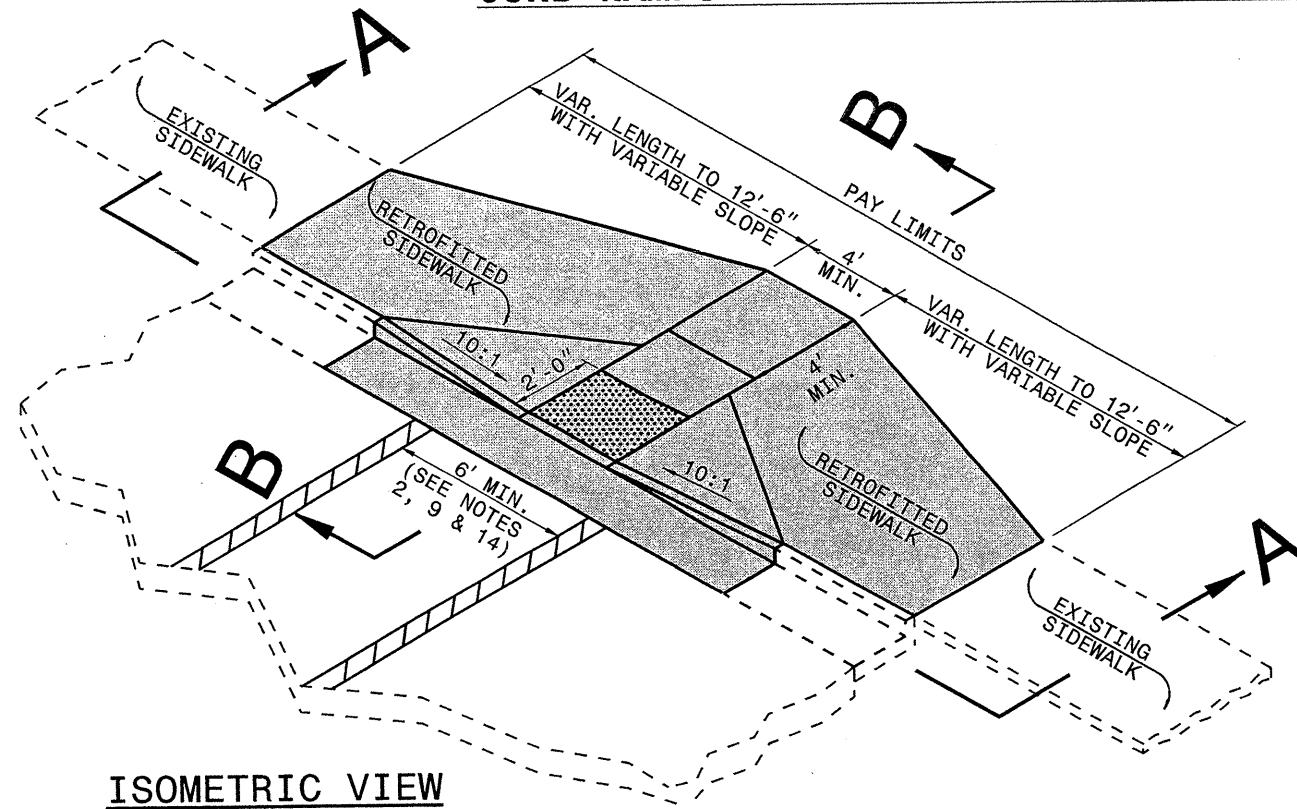 A
B
EXISTING
SIDEWALK
VAR. LENGTH TO 12'-6"
WITH VARIABLE SLOPE
PAY LIMITS
4'
MIN.
VAR. LENGTH TO 12'-6"
WITH VARIABLE SLOPE
RETROFITTED
SIDEWALK
10:1
2'-0"
4'
MIN.
B
6' MIN.
(SEE NOTES
2, 9 & 14)
10:1
RETROFITTED
SIDEWALK
A
EXISTING
SIDEWALK
ISOMETRIC VIEW